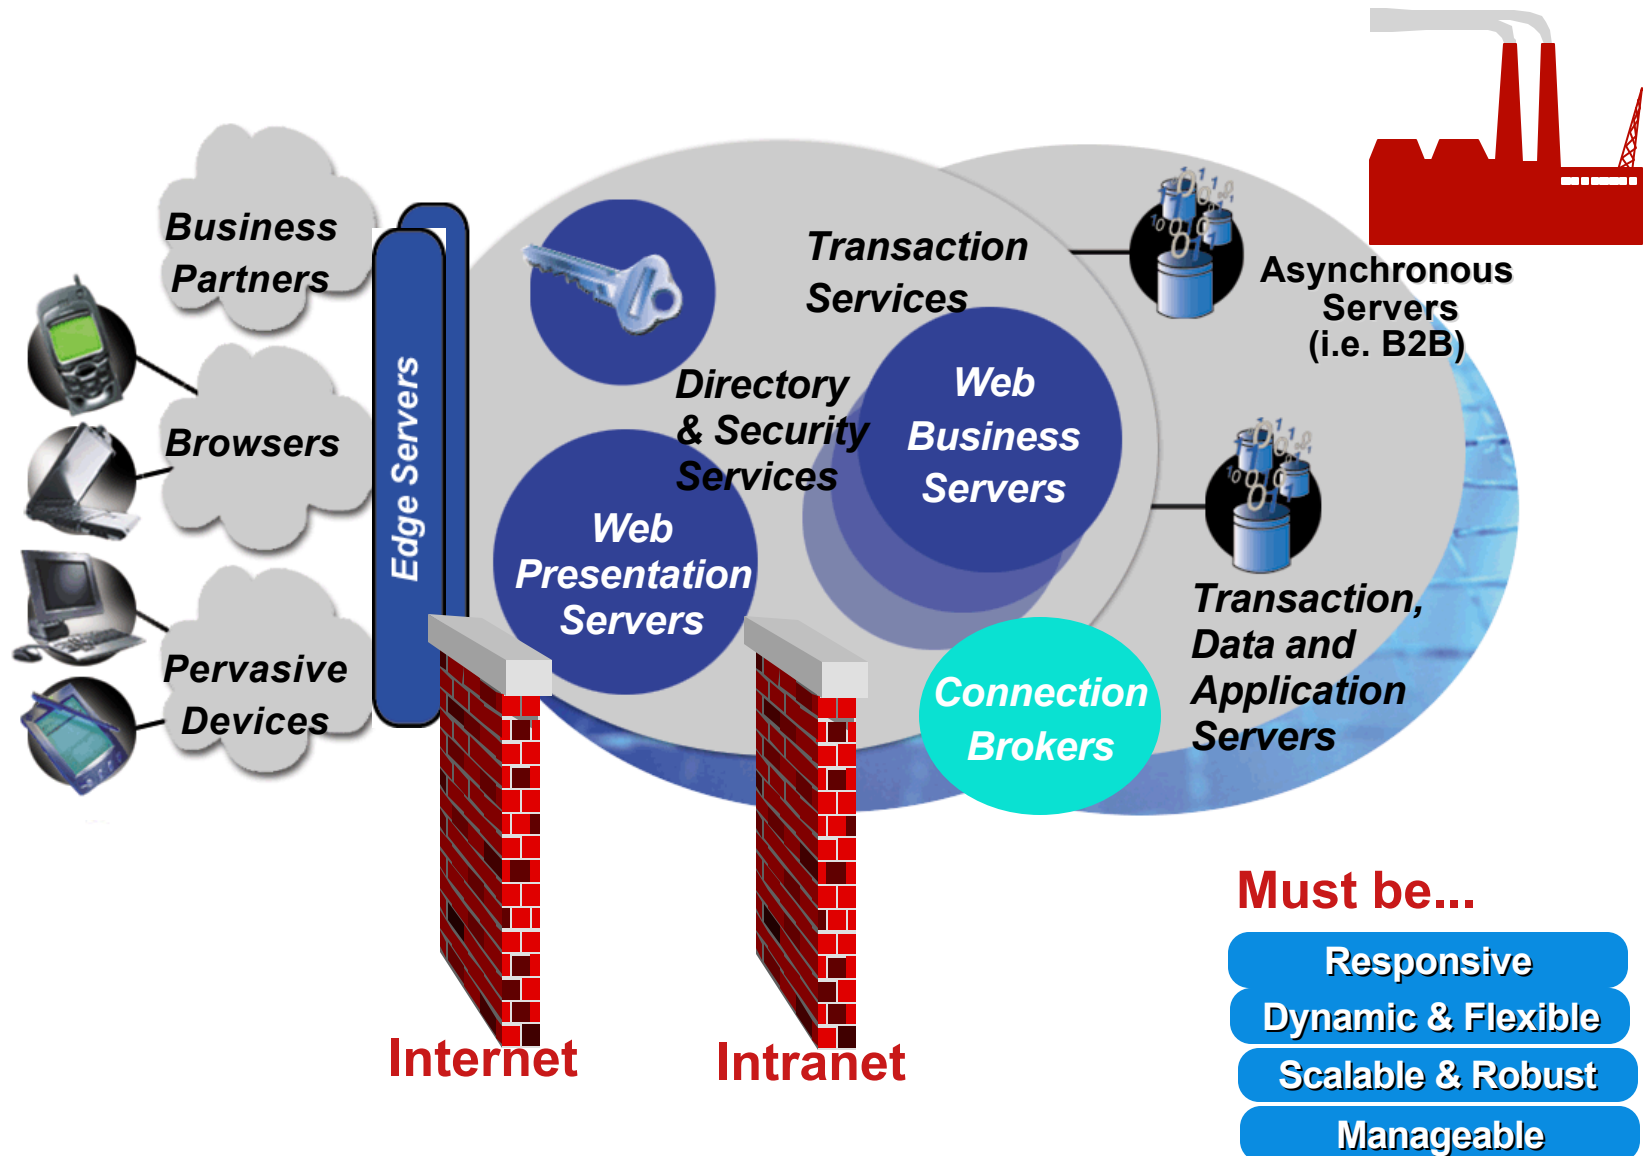 Business
Partners
Browsers
Pervasive
Devices
Edge Servers
Transaction
Services
Directory
& Security
Services
Web
Business
Servers
Web
Presentation
Servers
Connection
Brokers
Asynchronous
Servers
(i.e. B2B)
Transaction,
Data and
Application
Servers
Internet
Intranet
Must be...
Responsive
Dynamic & Flexible
Scalable & Robust
Manageable